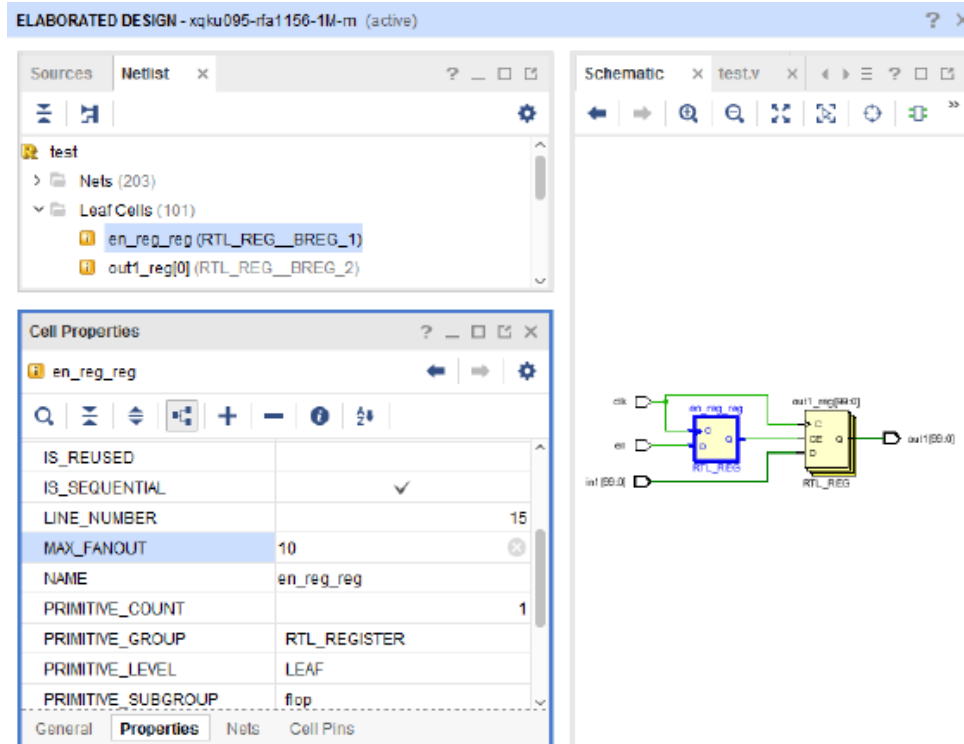 ELABORATED DESIGN - xqku095-rfa1156-1M-m (active)
Sources Netlist
test
Nets (203)
Leaf Cells (101)
en_reg_reg (RTL_REG__BREG_1)
out1_reg[0] (RTL_REG__BREG_2)
Cell Properties
en_reg_reg
IS_REUSED
IS_SEQUENTIAL
LINE_NUMBER 15
MAX_FANOUT 10
NAME en_reg_reg
PRIMITIVE_COUNT 1
PRIMITIVE_GROUP RTL_REGISTER
PRIMITIVE_LEVEL LEAF
PRIMITIVE_SUBGROUP flop
General Properties Nets Cell Pins
Schematic test.v
clk
en
in1[99:0]
en_reg_reg
C
D
Q
RTL_REG
out1_reg[99:0]
C
CE Q
D
RTL_REG
out1[99:0]